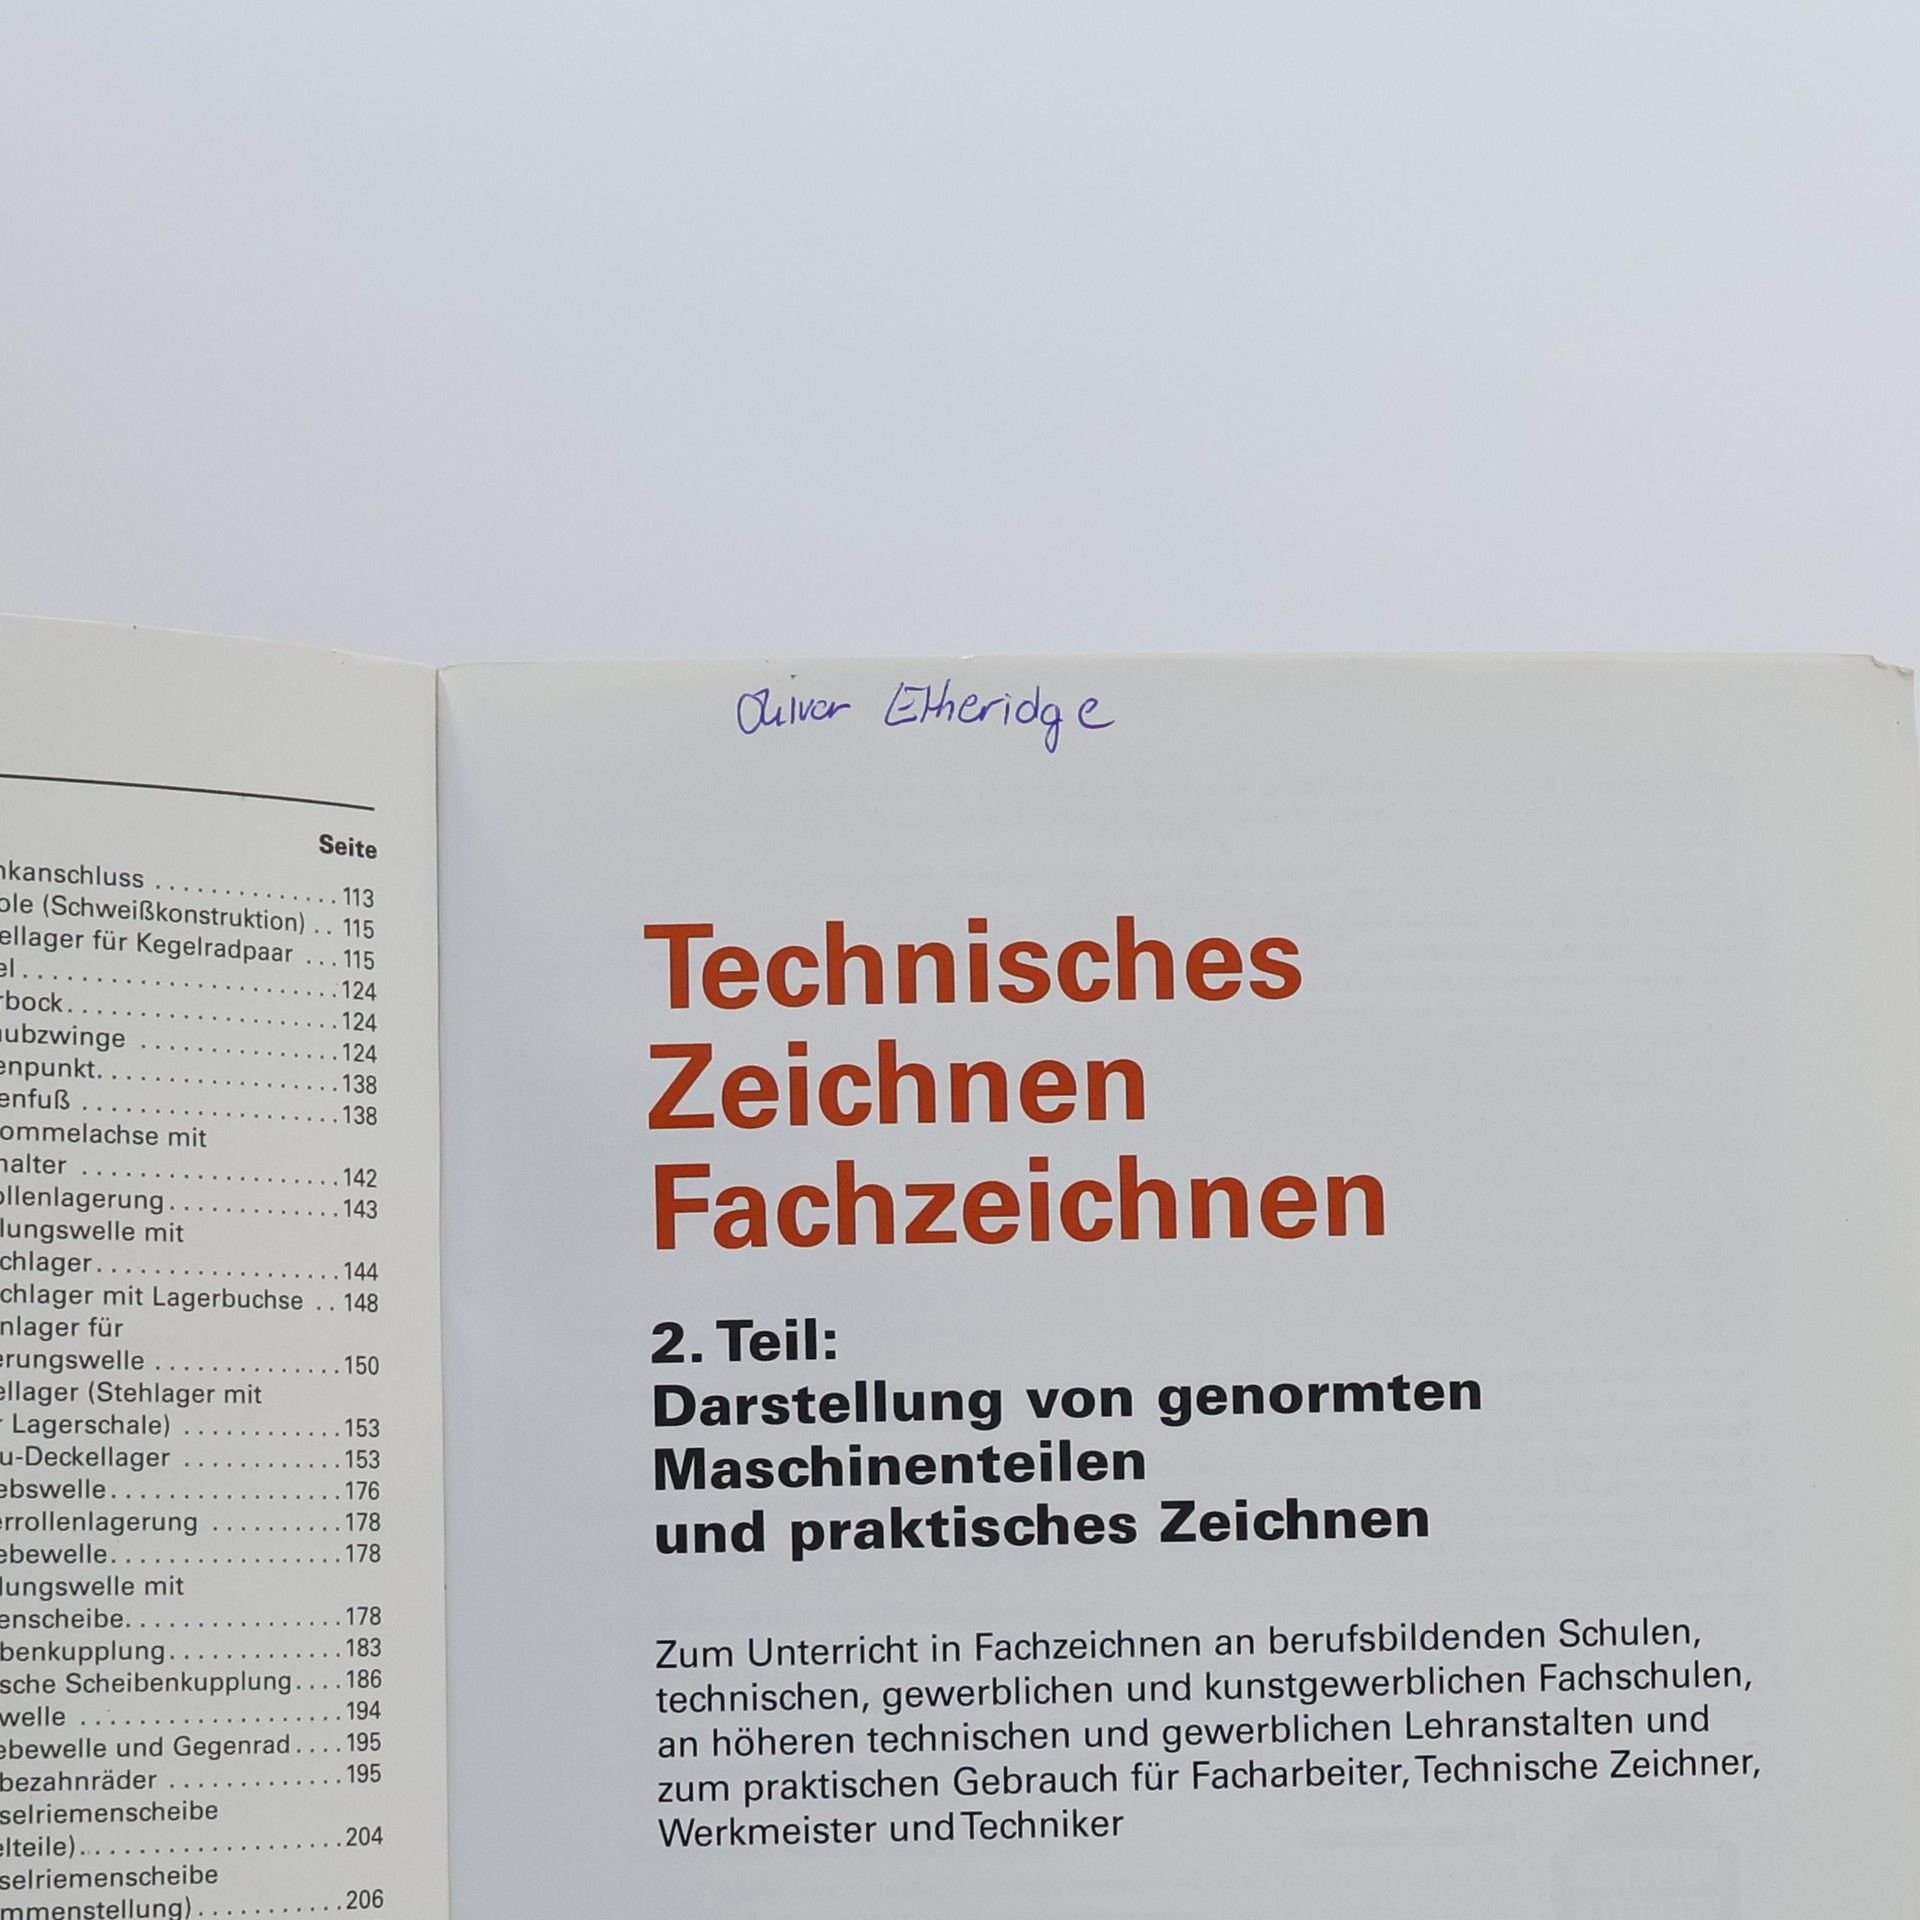 Seite
nkanschluss .............. 113
ole (Schweißkonstruktion) .. 115
ellager für Kegelradpaar ... 115
el ...................... 124
rbock ................... 124
ubzwinge .............. 124
enpunkt ................. 138
enfuß .................. 138
ommelachse mit
halter .................. 142
ollenlagerung ............. 143
lungswelle mit
chlager ................. 144
chlager mit Lagerbuchse .. 148
nlager für
erungswelle ............. 150
ellager (Stehlager mit
r Lagerschale) ........... 153
u-Deckellager ........... 153
ebswelle ................ 176
errollenlagerung ......... 178
ebewelle ................ 178
lungswelle mit
enscheibe ............... 178
benkupplung ............ 183
sche Scheibenkupplung .... 186
welle .................. 194
ebewelle und Gegenrad .... 195
bezahnräder ............ 195
selriemenscheibe
elteile) .................. 204
selriemenscheibe
mmenstellung) ........... 206
Oliver Etheridge
Technisches
Zeichnen
Fachzeichnen
2. Teil:
Darstellung von genormten
Maschinenteilen
und praktisches Zeichnen
Zum Unterricht in Fachzeichnen an berufsbildenden Schulen,
technischen, gewerblichen und kunstgewerblichen Fachschulen,
an höheren technischen und gewerblichen Lehranstalten und
zum praktischen Gebrauch für Facharbeiter, Technische Zeichner,
Werkmeister und Techniker